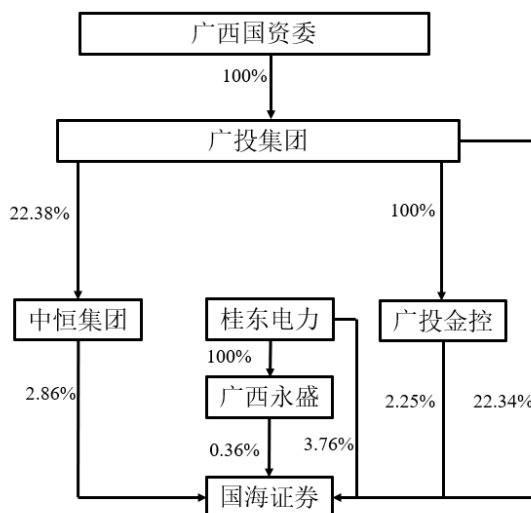 广西国资委
100%
广投集团
22.38%
100%
中恒集团
桂东电力
广投金控
100%
2.86%
广西永盛
2.25%
22.34%
0.36%
3.76%
国海证券